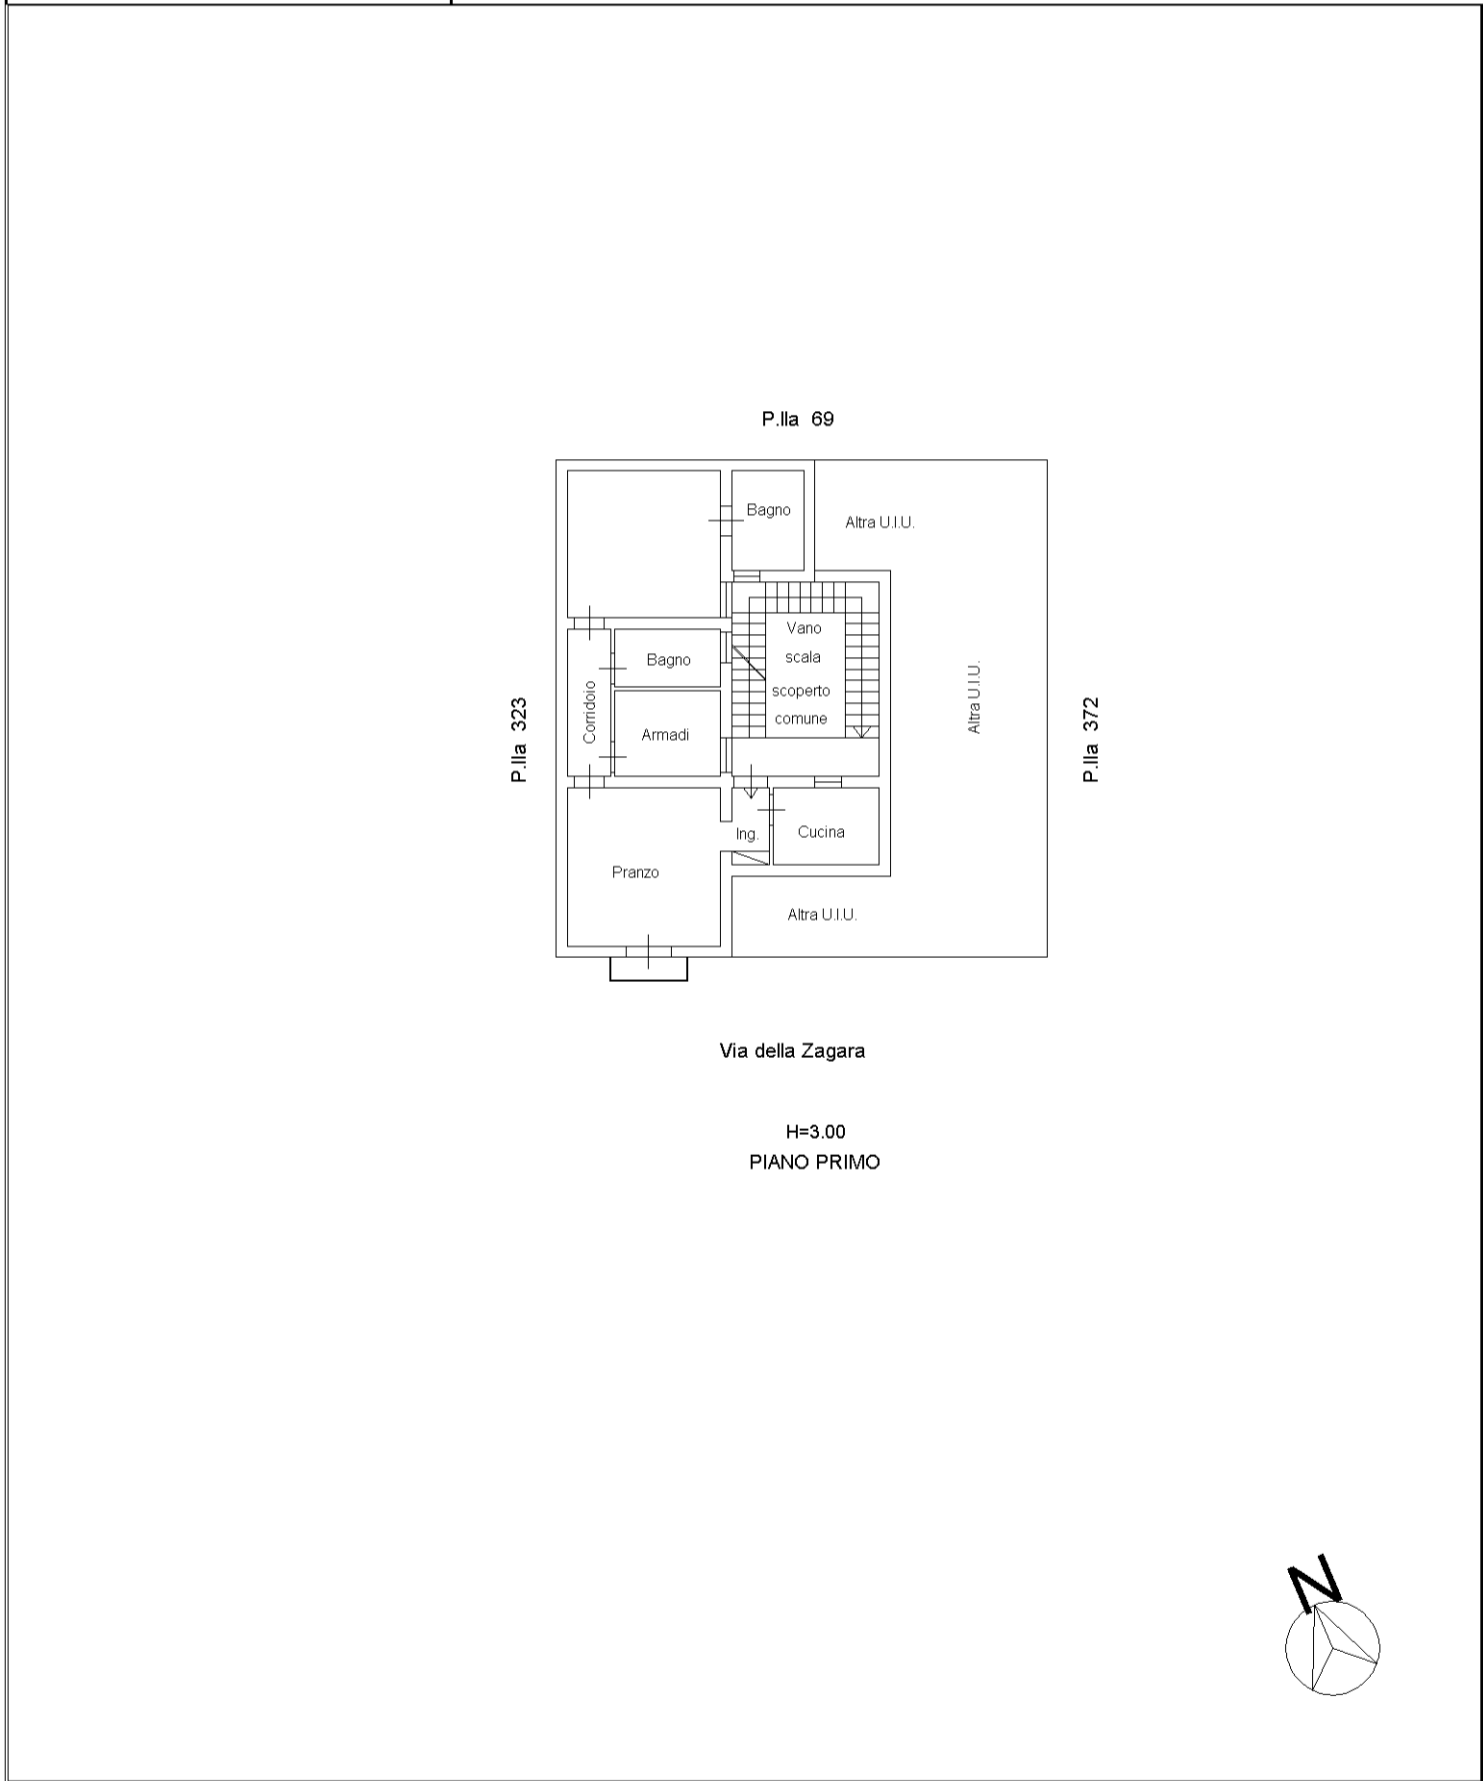 P.lla 69
Bagno
Altra U.I.U.
Vano
scala
scoperto
comune
Bagno
Corridoio
Armadi
P.lla 323
Altra U.I.U.
P.lla 372
Ing.
Cucina
Pranzo
Altra U.I.U.
Via della Zagara
H=3.00
PIANO PRIMO
N